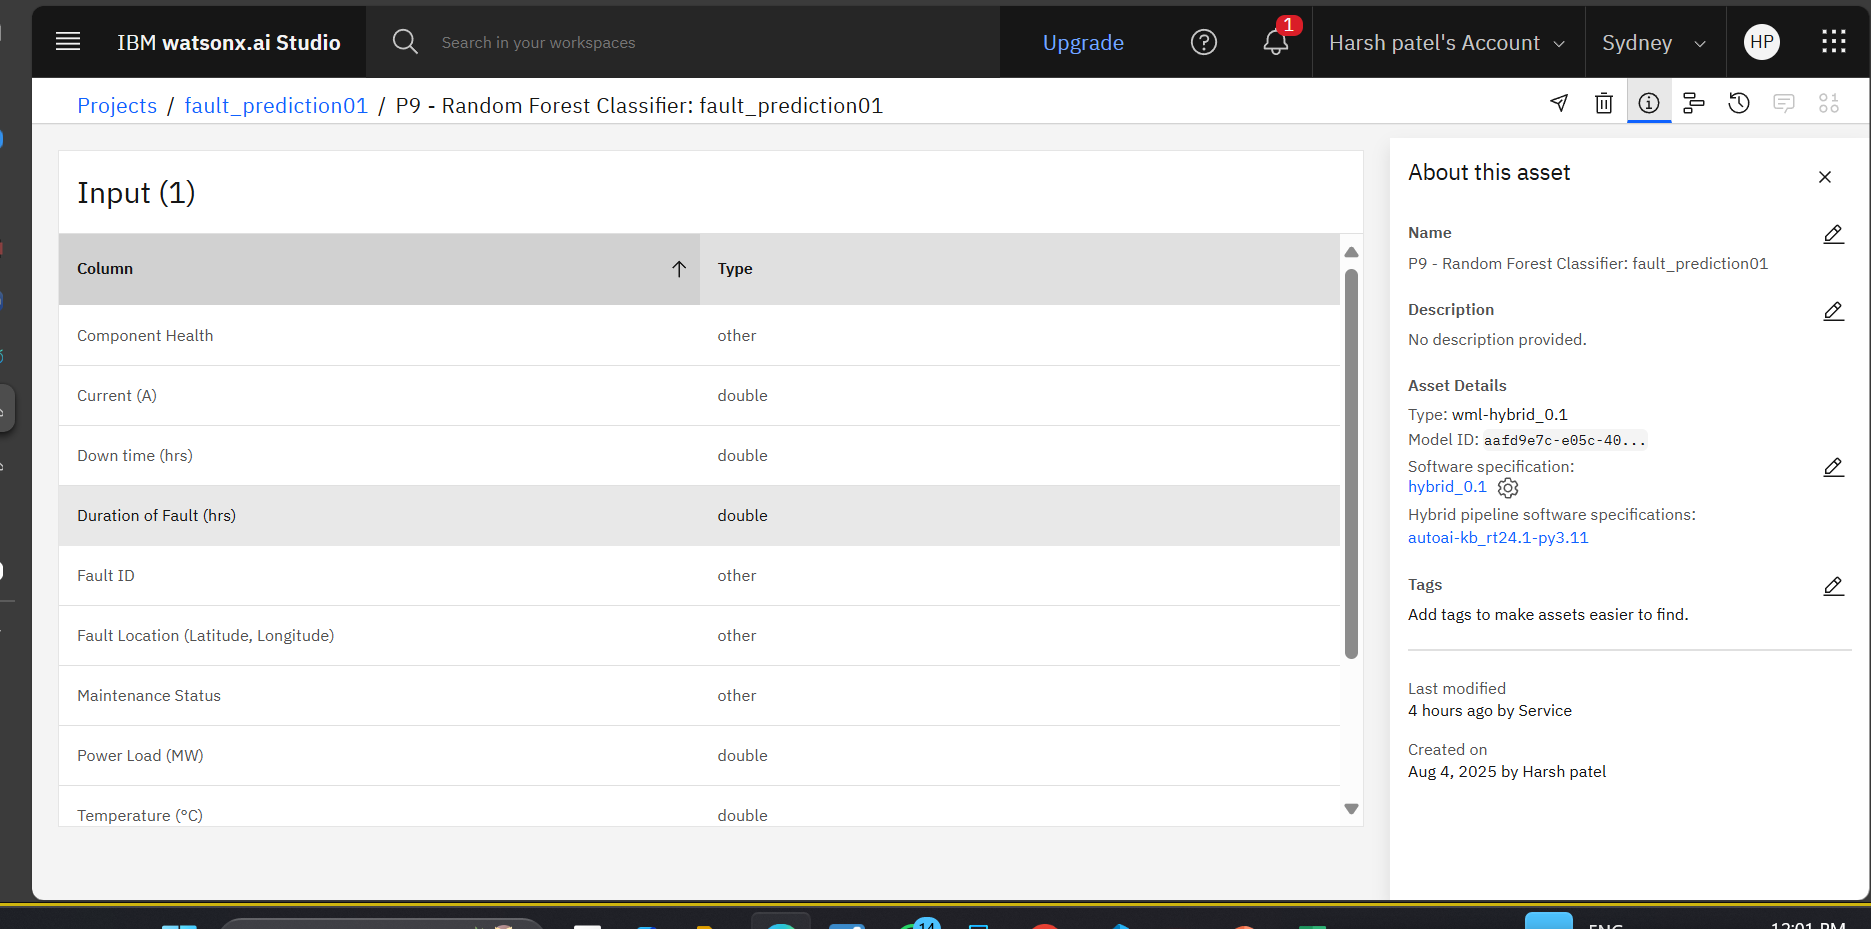 IBM watsonx.ai Studio
Search in your workspaces
Upgrade
1
Harsh patel's Account
Sydney
HP
Projects / fault_prediction01 / P9 - Random Forest Classifier: fault_prediction01
Input (1)
Column Type
Component Health other
Current (A) double
Down time (hrs) double
Duration of Fault (hrs) double
Fault ID other
Fault Location (Latitude, Longitude) other
Maintenance Status other
Power Load (MW) double
Temperature (°C) double
About this asset
Name
P9 - Random Forest Classifier: fault_prediction01
Description
No description provided.
Asset Details
Type: wml-hybrid_0.1
Model ID: aafd9e7c-e05c-40...
Software specification:
hybrid_0.1
Hybrid pipeline software specifications:
autoai-kb_rt24.1-py3.11
Tags
Add tags to make assets easier to find.
Last modified
4 hours ago by Service
Created on
Aug 4, 2025 by Harsh patel
14
ENG
12:01 PM